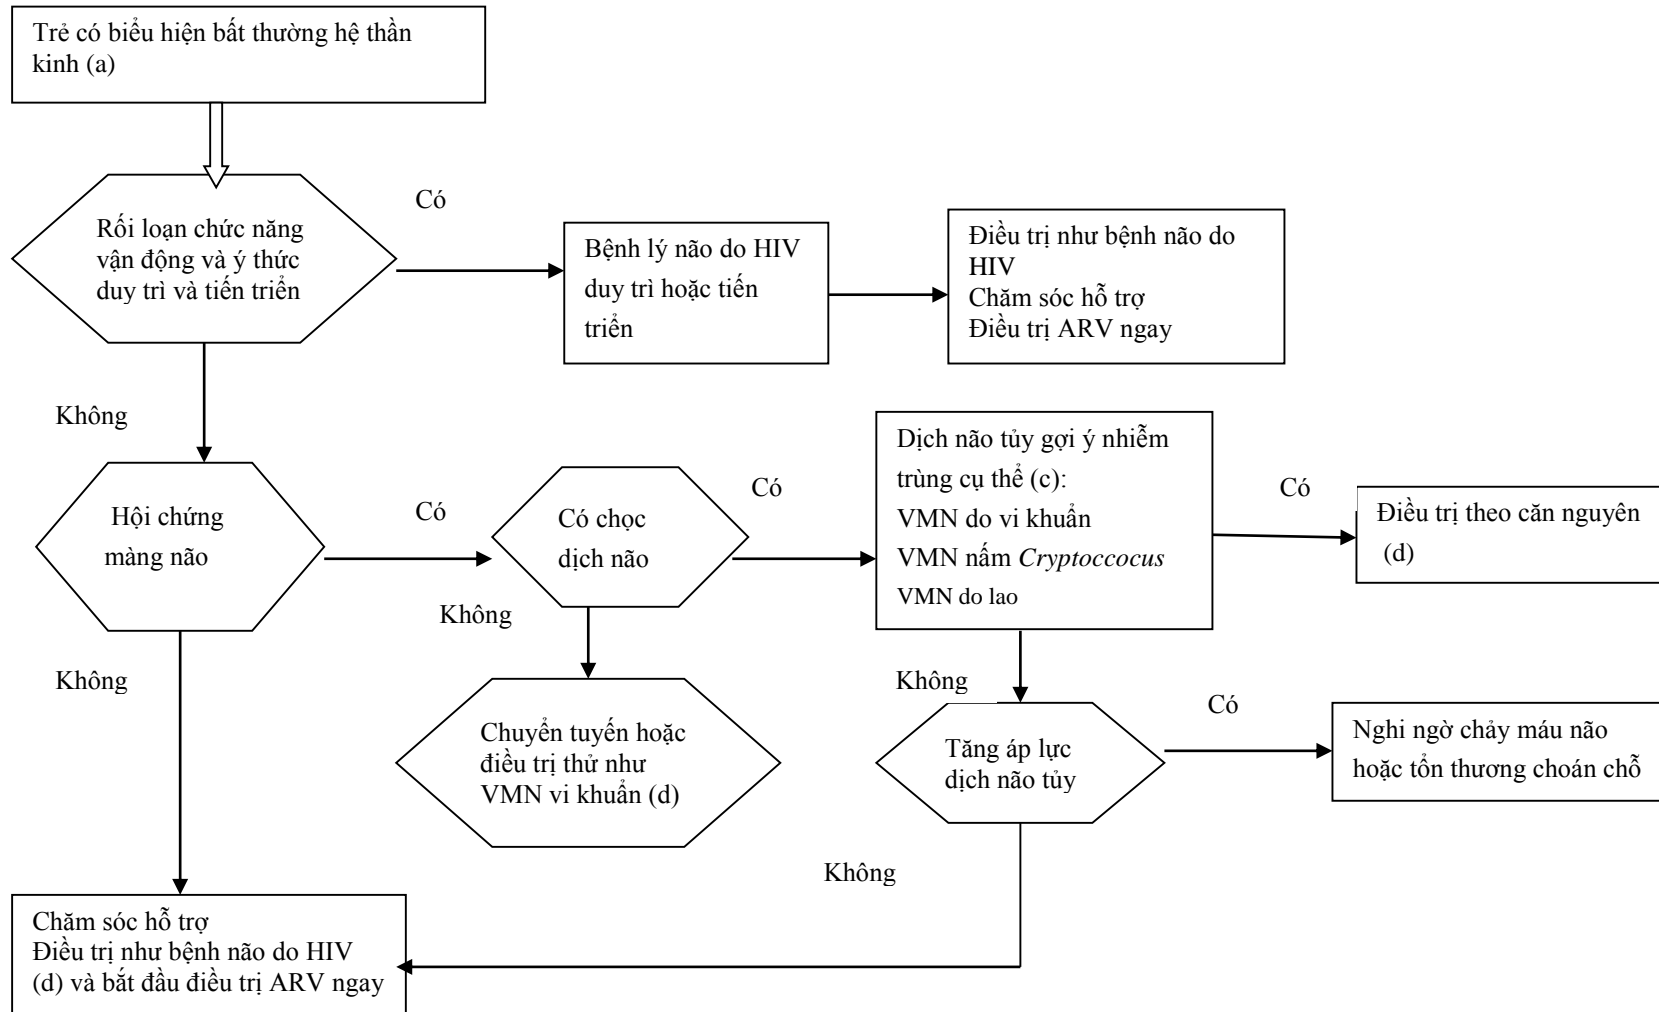 Trẻ có biểu hiện bất thường hệ thần
kinh (a)
Có
Rối loạn chức năng
vận động và ý thức
duy trì và tiến triển
Bệnh lý não do HIV
duy trì hoặc tiến
triển
Điều trị như bệnh não do
HIV
Chăm sóc hỗ trợ
Điều trị ARV ngay
Không
Hội chứng
màng não
Có
Có chọc
dịch não
Có
Dịch não tủy gợi ý nhiễm
trùng cụ thể (c):
VMN do vi khuẩn
VMN nấm Cryptoccocus
VMN do lao
Có
Điều trị theo căn nguyên
(d)
Không
Không
Không
Chuyển tuyến hoặc
điều trị thử như
VMN vi khuẩn (d)
Tăng áp lực
dịch não tủy
Có
Nghi ngờ chảy máu não
hoặc tổn thương choán chỗ
Không
Chăm sóc hỗ trợ
Điều trị như bệnh não do HIV
(d) và bắt đầu điều trị ARV ngay